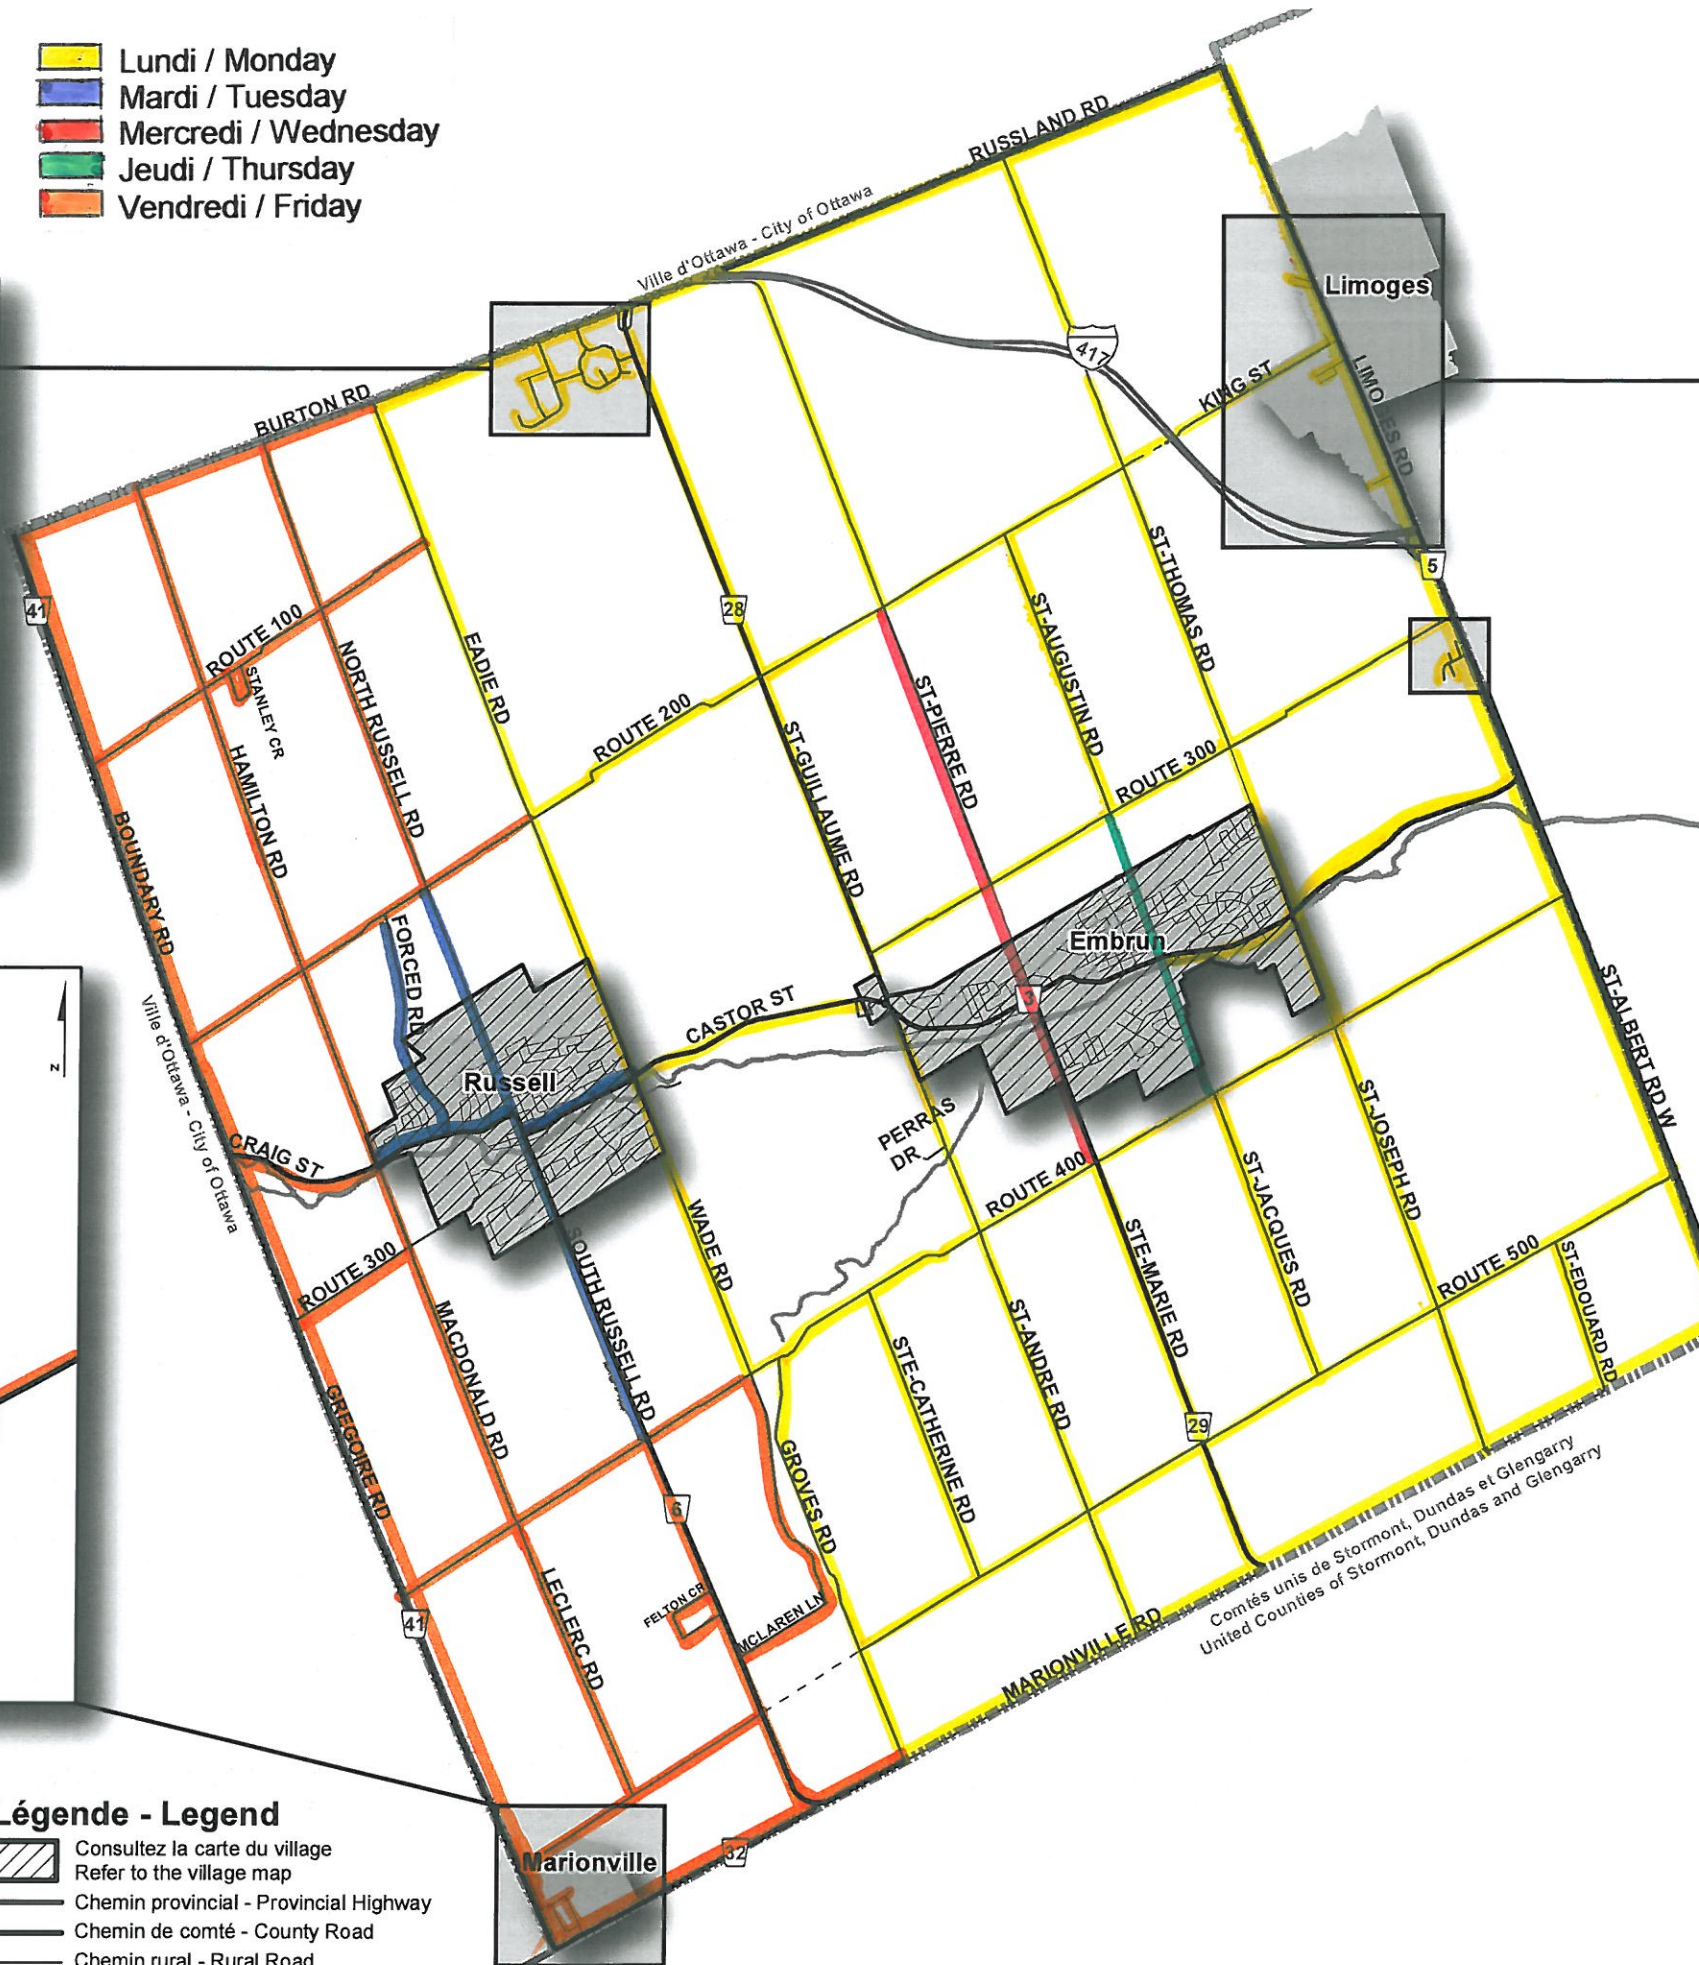 Lundi / Monday
Mardi / Tuesday
Mercredi / Wednesday
Jeudi / Thursday
Vendredi / Friday
RUSSLAND RD
Ville d'Ottawa - City of Ottawa
Limoges
417
KING ST
BURTON RD
41
5
28
ROUTE 100
STANLEY CR
NORTH RUSSELL RD
EADIE RD
ST-THOMAS RD
ST-AUGUSTIN RD
ST-PIERRE RD
ROUTE 200
ST-GUILLAUME RD
ROUTE 300
HAMILTON RD
BOUNDARY RD
FORCED RD
Embrun
ST-ALBERT RD W
Ville d'Ottawa - City of Ottawa
N
CASTOR ST
Russell
CRAIG ST
PERRAS
DR
ROUTE 400
ST-JOSEPH RD
ST-JACQUES RD
ROUTE 300
SOUTH RUSSELL RD
WADE RD
STE-MARIE RD
ROUTE 500
ST-EDOUARD RD
MACDONALD RD
ST-ANDRE RD
STE-CATHERINE RD
GREGOIRE RD
GROVES RD
29
6
41
LECLERC RD
FELTON CR
MCLAREN LN
MARIONVILLE RD
Comtés unis de Stormont, Dundas et Glengarry
United Counties of Stormont, Dundas and Glengarry
32
Marionville
Légende - Legend
Consultez la carte du village
Refer to the village map
Chemin provincial - Provincial Highway
Chemin de comté - County Road
Chemin rural - Rural Road